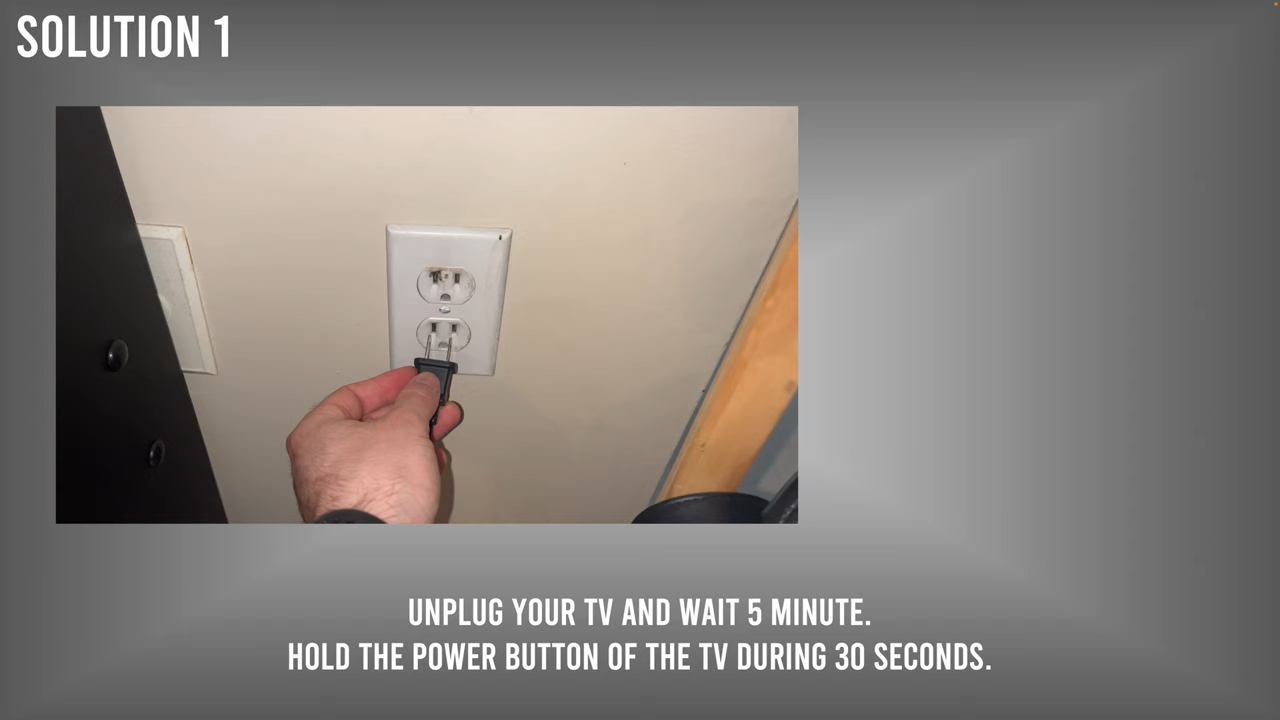 SOLUTION 1
UNPLUG YOUR TV AND WAIT 5 MINUTE.
HOLD THE POWER BUTTON OF THE TV DURING 30 SECONDS.